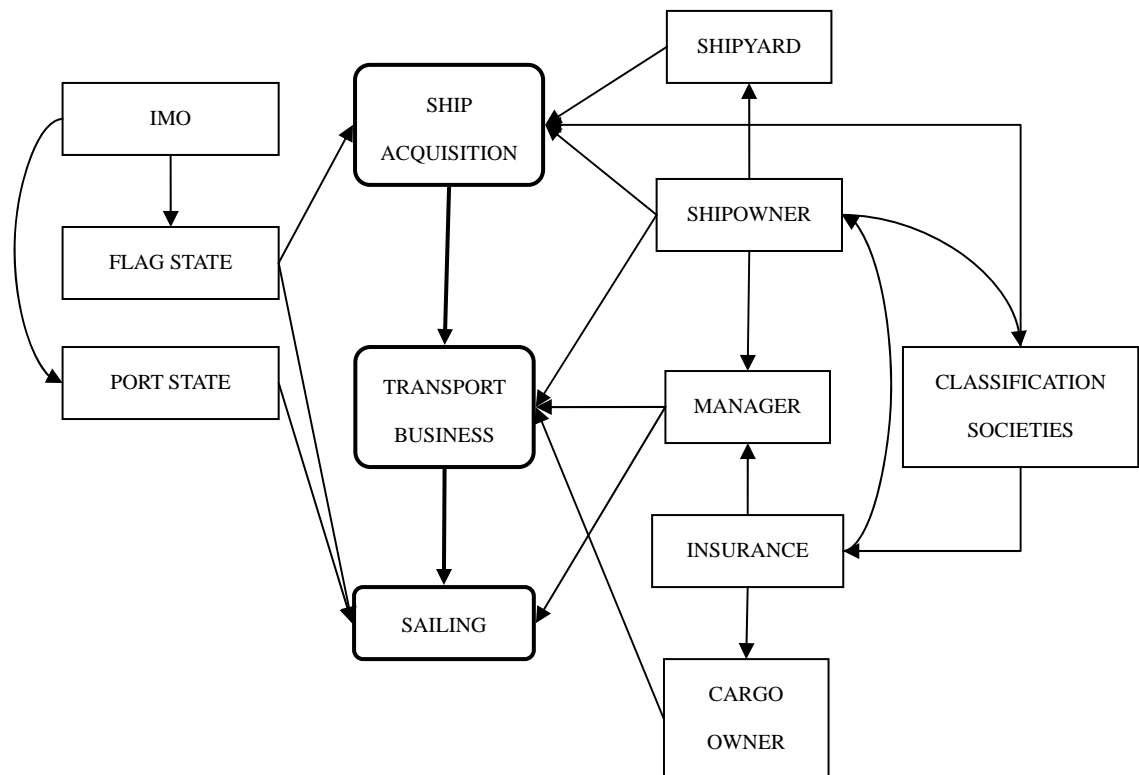 SHIPYARD
IMO
SHIP
ACQUISITION
SHIPOWNER
FLAG STATE
PORT STATE
TRANSPORT
BUSINESS
MANAGER
CLASSIFICATION
SOCIETIES
INSURANCE
SAILING
CARGO
OWNER